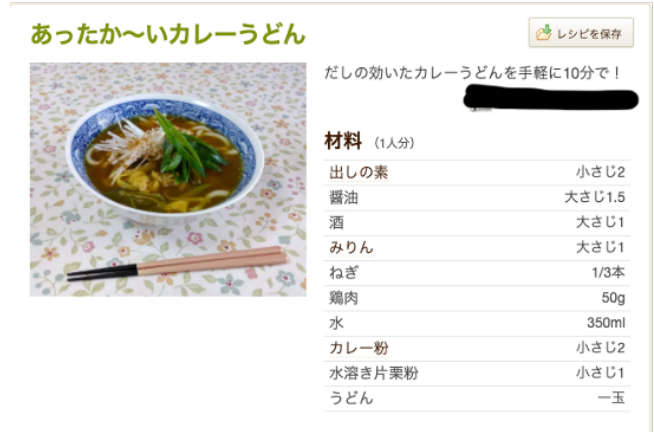 あったか〜いカレーうどん
レシピを保存
だしの効いたカレーうどんを手軽に10分で！
材料 （1人分）
出しの素 小さじ2
醤油 大さじ1.5
酒 大さじ1
みりん 大さじ1
ねぎ 1/3本
鶏肉 50g
水 350ml
カレー粉 小さじ2
水溶き片栗粉 小さじ1
うどん 一玉